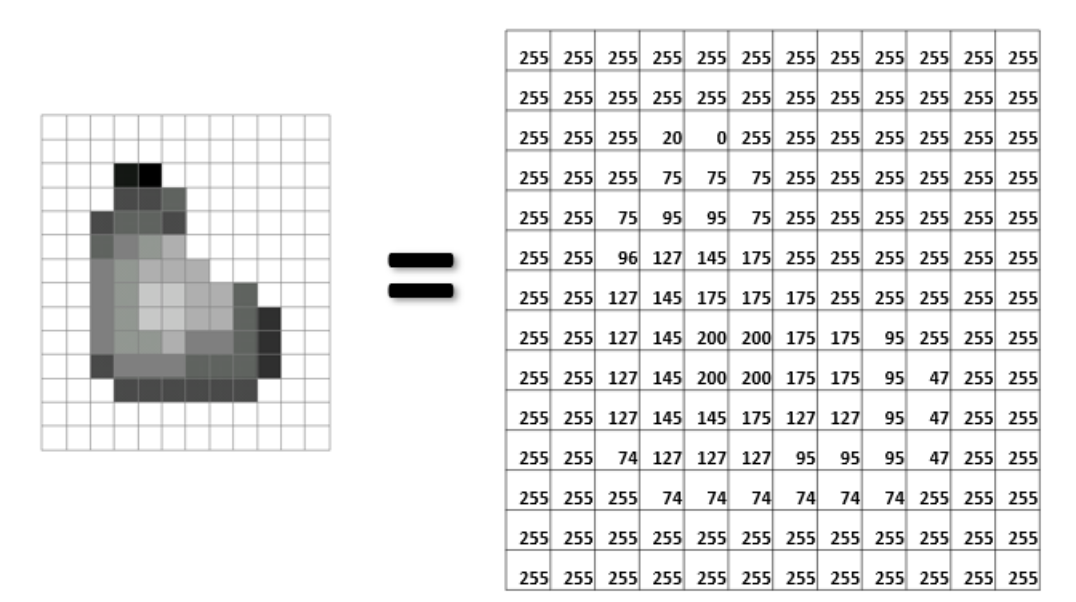 =
255 255 255 255 255 255 255 255 255 255 255 255
255 255 255 255 255 255 255 255 255 255 255 255
255 255 255 20 0 255 255 255 255 255 255 255
255 255 255 75 75 75 255 255 255 255 255 255
255 255 75 95 95 75 255 255 255 255 255 255
255 255 96 127 145 175 255 255 255 255 255 255
255 255 127 145 175 175 175 255 255 255 255 255
255 255 127 145 200 200 175 175 95 255 255 255
255 255 127 145 200 200 175 175 95 47 255 255
255 255 127 145 145 175 127 127 95 47 255 255
255 255 74 127 127 127 95 95 95 47 255 255
255 255 255 74 74 74 74 74 74 255 255 255
255 255 255 255 255 255 255 255 255 255 255 255
255 255 255 255 255 255 255 255 255 255 255 255